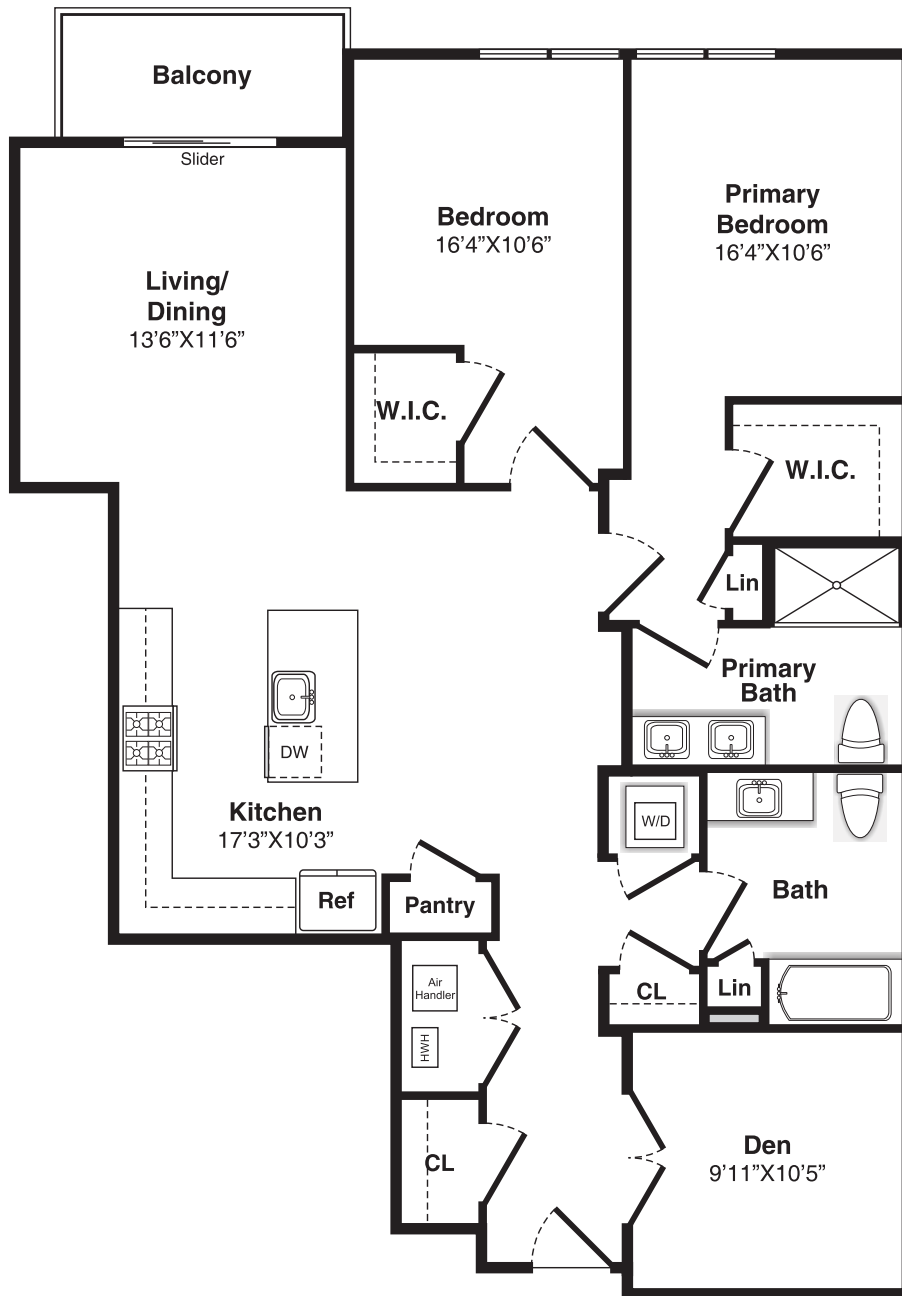 Balcony
Slider
Bedroom
16’4”X10’6”
Primary
Bedroom
16’4”X10’6”
Living/
Dining
13’6”X11’6”
W.I.C.
W.I.C.
Lin
Primary
Bath
DW
Kitchen
17’3”X10’3”
W/D
Ref
Pantry
Bath
Air
Handler
CL
Lin
HWH
CL
Den
9’11”X10’5”